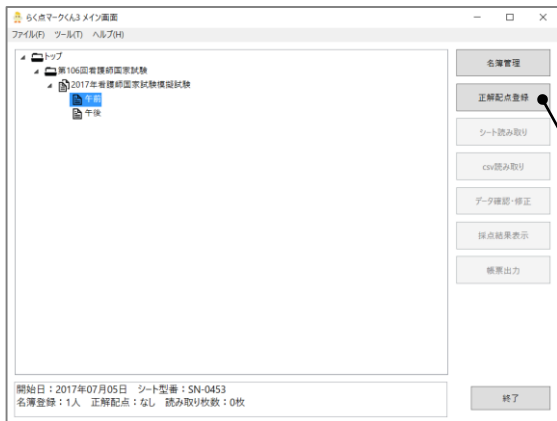 らく点マークくん3 メイン画面
ファイル(F) ツール(T) ヘルプ(H)
トップ
第106回看護師国家試験
2017年看護師国家試験模擬試験
午前
午後
名簿管理
正解配点登録
シート読み取り
csv読み取り
データ確認・修正
採点結果表示
帳票出力
開始日：2017年07月05日 シート型番：SN-0453
名簿登録：1人 正解配点：なし 読み取り枚数：0枚
終了